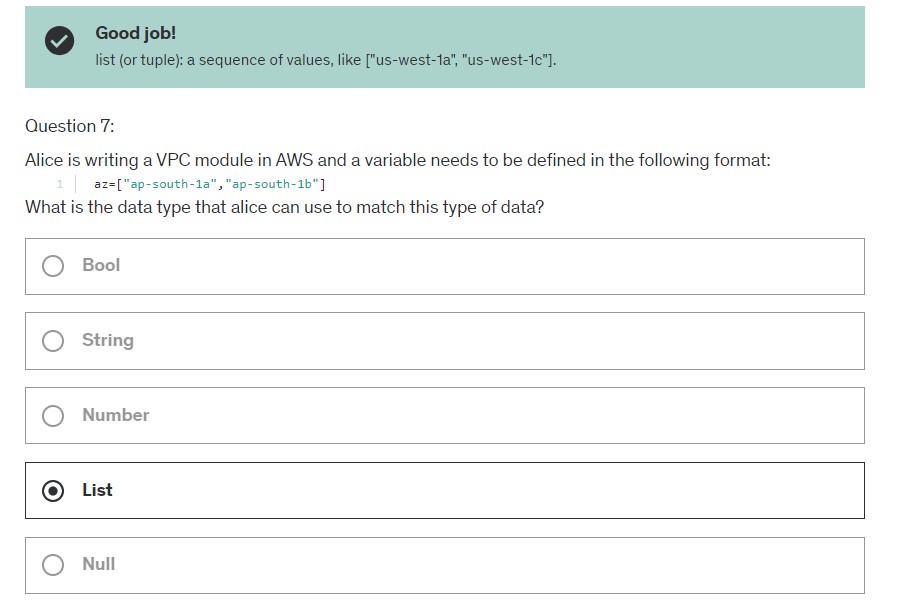 Good job!
list (or tuple): a sequence of values, like ["us-west-1a", "us-west-1c"].
Question 7:
Alice is writing a VPC module in AWS and a variable needs to be defined in the following format:
1 az=["ap-south-1a","ap-south-1b"]
What is the data type that alice can use to match this type of data?
Bool
String
Number
List
Null